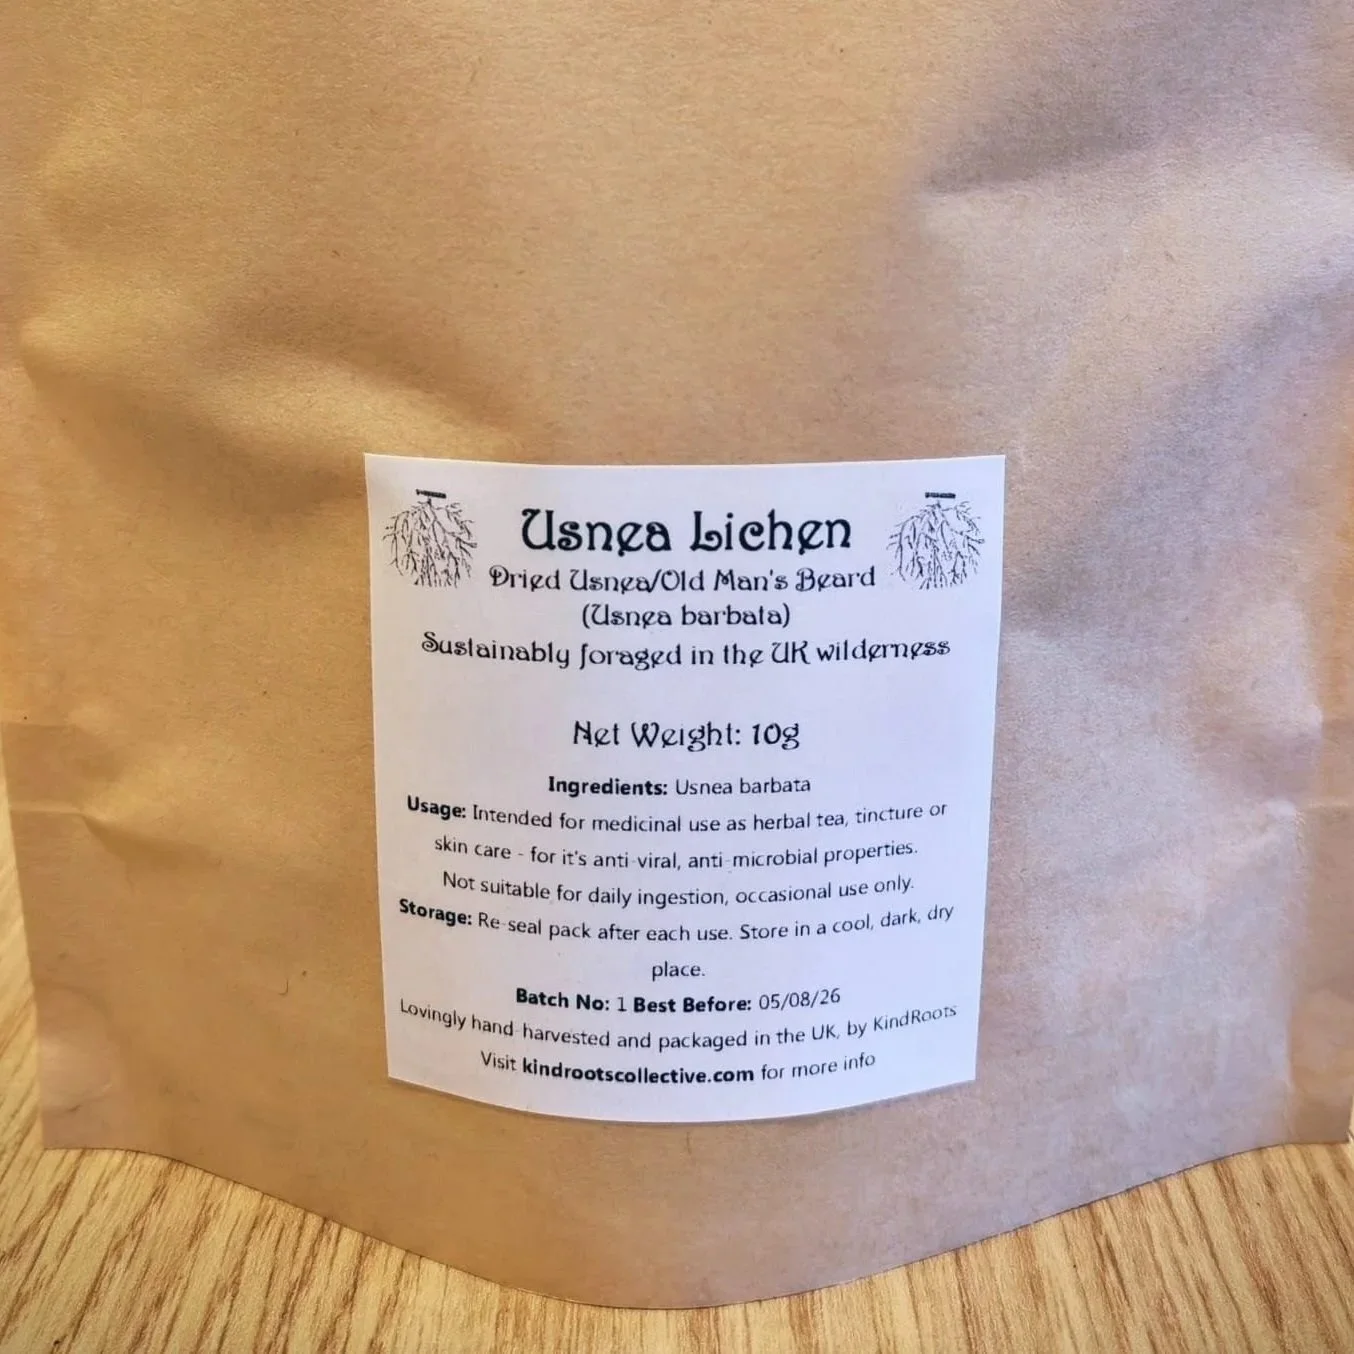 Usnea Lichen
Dried Usnea/Old Man's Beard
(Usnea barbata)
Sustainably foraged in the UK wilderness
Net Weight: 10g
Ingredients: Usnea barbata
Usage: Intended for medicinal use as herbal tea, tincture or
skin care - for it's anti-viral, anti-microbial properties.
Not suitable for daily ingestion, occasional use only.
Storage: Re-seal pack after each use. Store in a cool, dark, dry
place.
Batch No: 1 Best Before: 05/08/26
Lovingly hand-harvested and packaged in the UK, by KindRoots
Visit kindrootscollective.com for more info